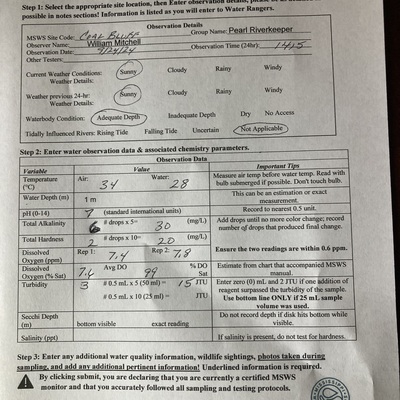 Step 1: Select the appropriate site location, then Enter observation details, please
possible in notes sections! Information is listed as you will enter to Water Rangers.
Observation Details
MSWS Site Code: Coal Bluff Group Name: Pearl Riverkeeper
Observer Name: William Mitchell
Observation Date: 9/24/24 Observation Time (24hr): 1415
Other Testers:
Current Weather Conditions: Sunny Cloudy Rainy Windy
Weather Details:
Weather previous 24-hr: Sunny Cloudy Rainy Windy
Weather Details:
Waterbody Condition: Adequate Depth Inadequate Depth Dry No Access
Tidally Influenced Rivers: Rising Tide Falling Tide Uncertain Not Applicable
Step 2: Enter water observation data & associated chemistry parameters.
Observation Data
Variable Value Important Tips
Temperature (°C) Air: 34 Water: 28 Measure air temp before water temp. Read with bulb submerged if possible. Don't touch bulb.
Water Depth (m) 1 m This can be an estimation or exact measurement.
pH (0-14) 7 (standard international units) Record to nearest 0.5 unit.
Total Alkalinity 6 # drops x 5= 30 (mg/L) Add drops until no more color change; record number of drops that produced final change.
Total Hardness 2 # drops x 10= 20 (mg/L)
Dissolved Oxygen (ppm) Rep 1: 7.4 Rep 2: 7.8 Ensure the two readings are within 0.6 ppm.
Dissolved Oxygen (% Sat) 7.6 Avg DO 99 % DO Sat Estimate from chart that accompanied MSWS manual.
Turbidity 3 # 0.5 mL x 5 (50 ml) = 15 JTU Enter zero (0) mL and 2 JTU if no addition of reagent surpassed the turbidity of the sample.
# 0.5 mL x 10 (25 ml) = JTU Use bottom line ONLY if 25 mL sample volume was used.
Secchi Depth (m) bottom visible exact reading Do not record depth if disk hits bottom while visible.
Salinity (ppt) If salinity is present, do not test for hardness.
Step 3: Enter any additional water quality information, wildlife sightings, photos taken during
sampling, and add any additional pertinent information! Underlined information is required.
By clicking submit, you are declaring that you are currently a certified MSWS
monitor and that you accurately followed all sampling and testing protocols.